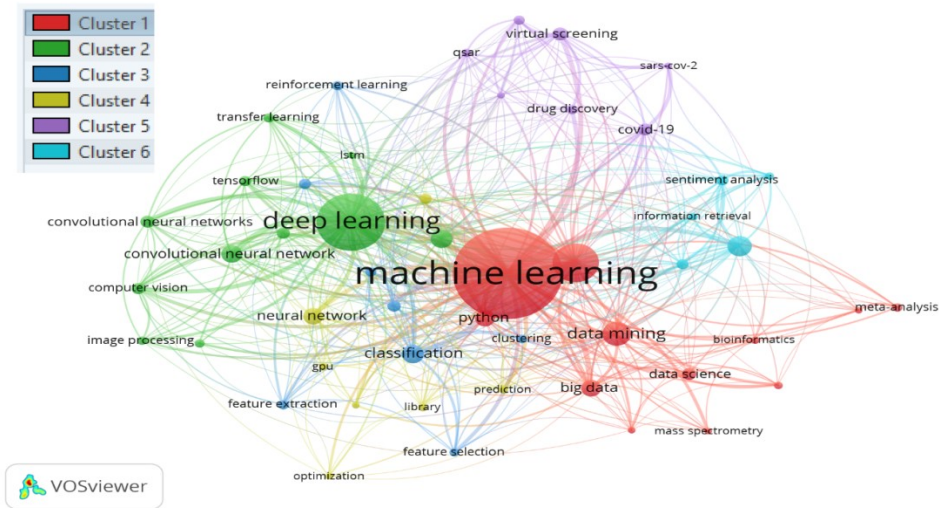 Cluster 1
Cluster 2
Cluster 3
Cluster 4
Cluster 5
Cluster 6
virtual screening
qsar
sars-cov-2
reinforcement learning
drug discovery
transfer learning
covid-19
lstm
tensorflow
sentiment analysis
convolutional neural networks
deep learning
information retrieval
convolutional neural network
machine learning
computer vision
meta-analysis
neural network
python
data mining
image processing
clustering
bioinformatics
classification
gpu
data science
prediction
big data
feature extraction
library
mass spectrometry
feature selection
optimization
VOSviewer